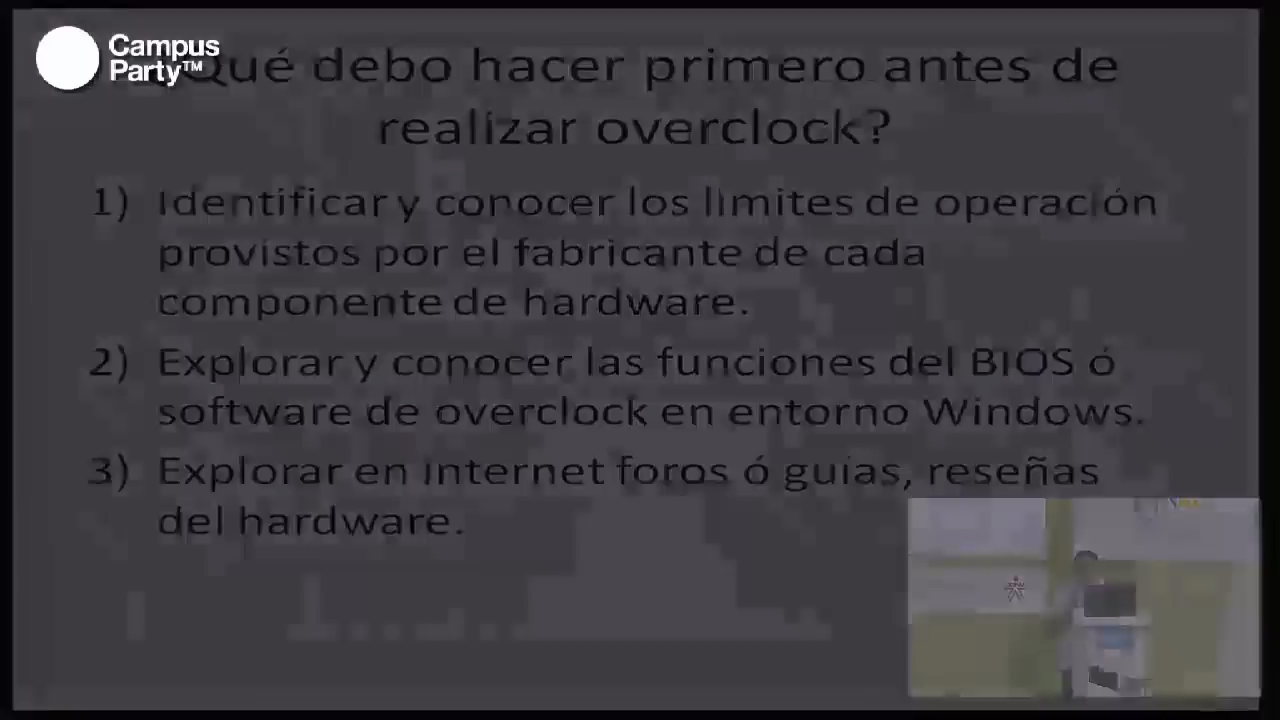 Campus
Party™
Qué debo hacer primero antes de
realizar overclock?
1) Identificar y conocer los límites de operación
provistos por el fabricante de cada
componente de hardware.
2) Explorar y conocer las funciones del BIOS ó
software de overclock en entorno Windows.
3) Explorar en internet foros ó guías, reseñas
del hardware.